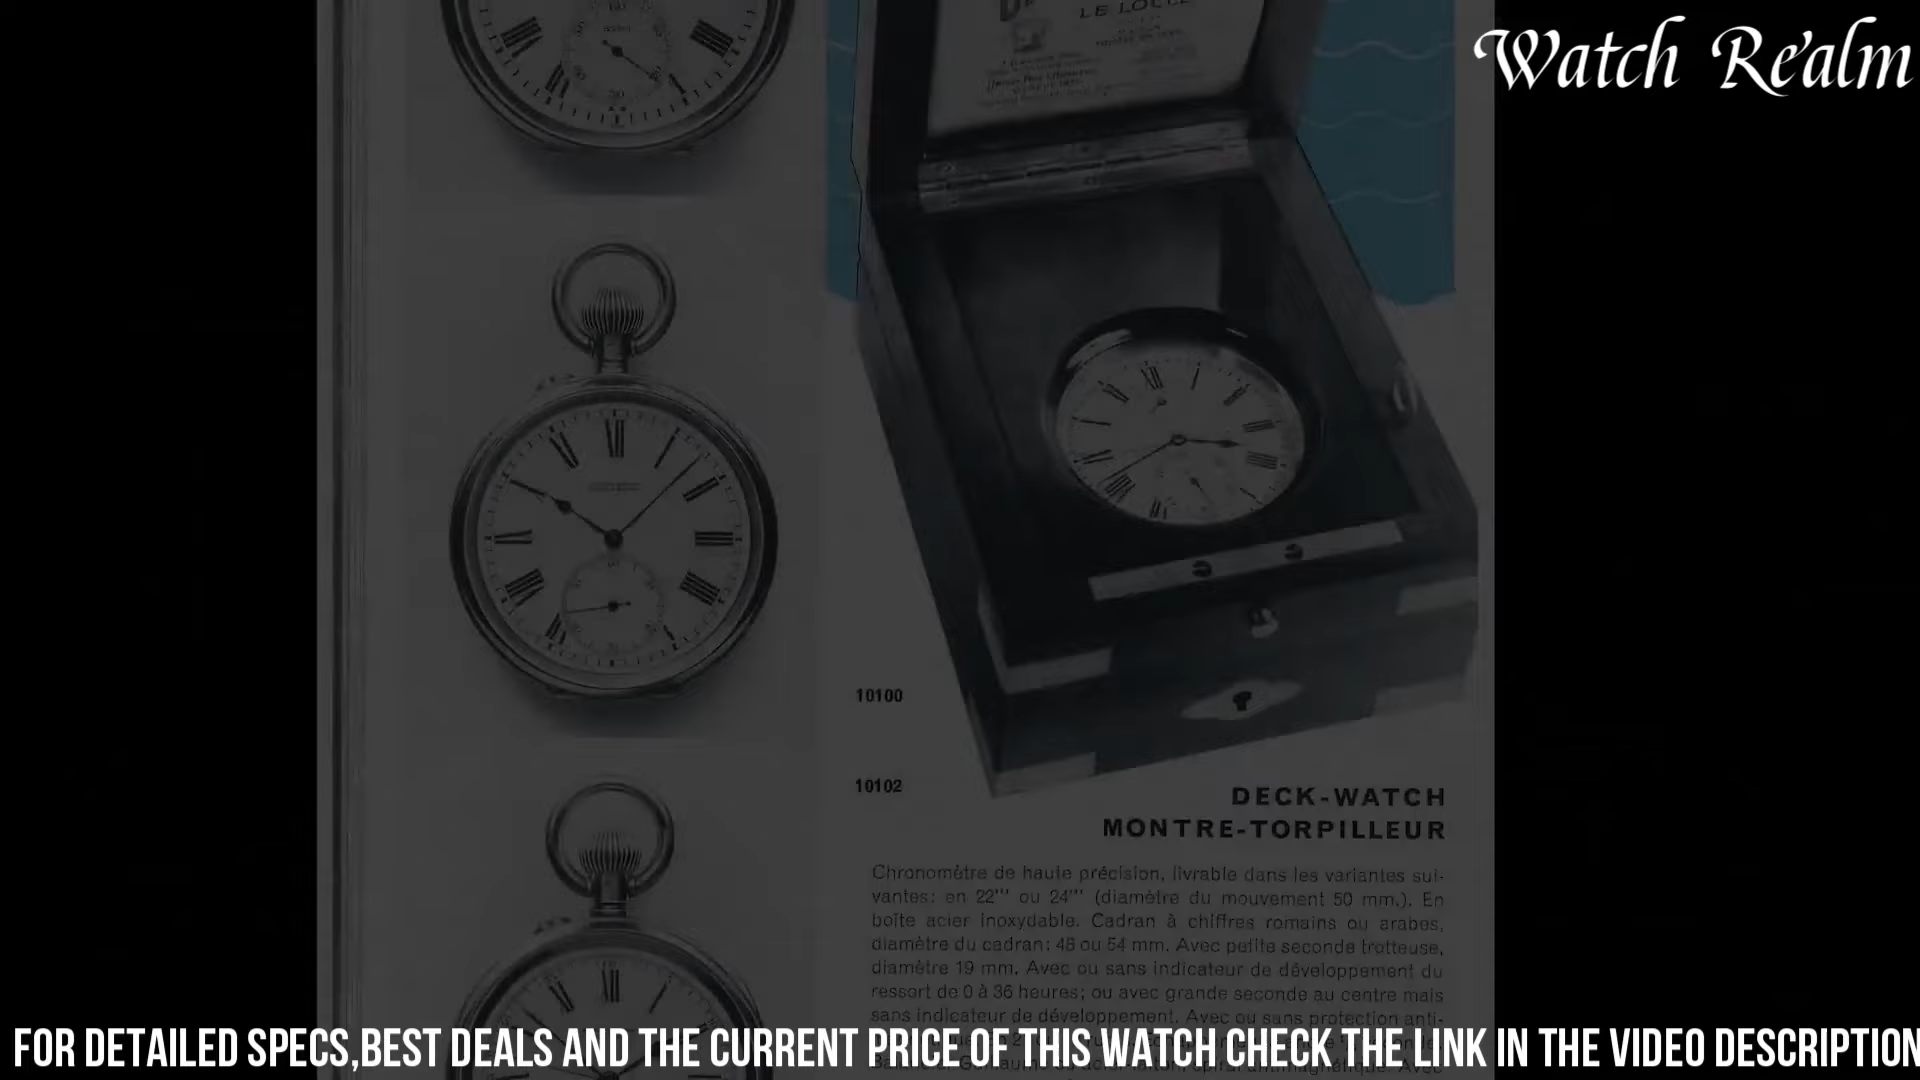 Watch Realm
LE LOCLE
10100
10102
DECK-WATCH
MONTRE-TORPILLEUR
Chronomètre de haute précision, livrable dans les variantes sui-
vantes: en 22''' ou 24''' (diamètre du mouvement 50 mm.). En
boîte acier inoxydable. Cadran à chiffres romains ou arabes,
diamètre du cadran: 48 ou 54 mm. Avec petite seconde trotteuse,
diamètre 19 mm. Avec ou sans indicateur de développement du
ressort de 0 à 36 heures; ou avec grande seconde au centre mais
sans indicateur de développement. Avec ou sans protection anti-
FOR DETAILED SPECS,BEST DEALS AND THE CURRENT PRICE OF THIS WATCH CHECK THE LINK IN THE VIDEO DESCRIPTION